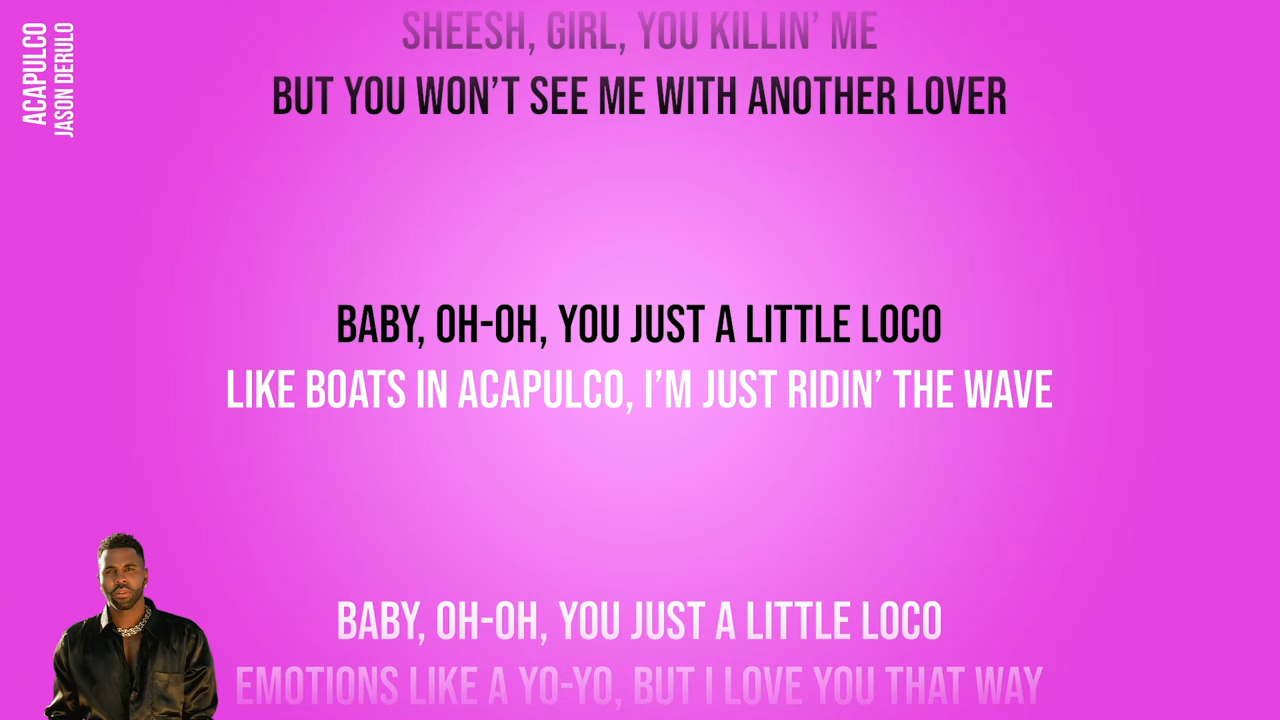 ACAPULCO
JASON DERULO
SHEESH, GIRL, YOU KILLIN’ ME
BUT YOU WON’T SEE ME WITH ANOTHER LOVER
BABY, OH-OH, YOU JUST A LITTLE LOCO
LIKE BOATS IN ACAPULCO, I’M JUST RIDIN’ THE WAVE
BABY, OH-OH, YOU JUST A LITTLE LOCO
EMOTIONS LIKE A YO-YO, BUT I LOVE YOU THAT WAY